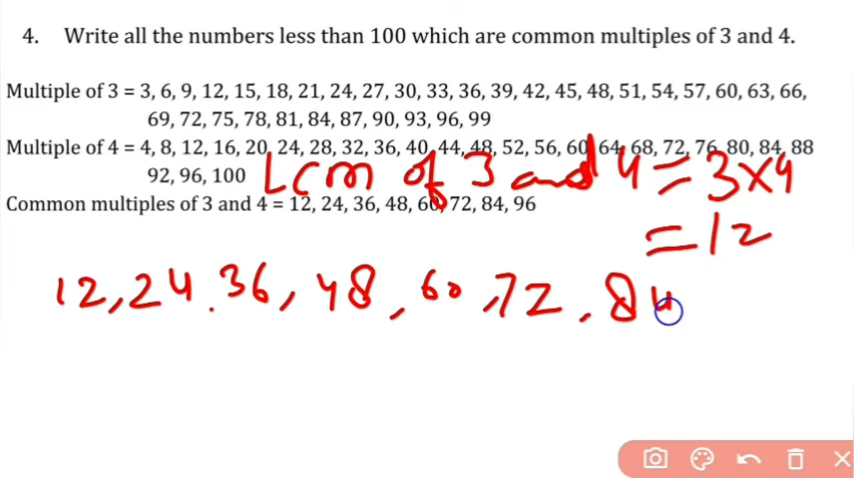 4. Write all the numbers less than 100 which are common multiples of 3 and 4.
Multiple of 3 = 3, 6, 9, 12, 15, 18, 21, 24, 27, 30, 33, 36, 39, 42, 45, 48, 51, 54, 57, 60, 63, 66,
69, 72, 75, 78, 81, 84, 87, 90, 93, 96, 99
Multiple of 4 = 4, 8, 12, 16, 20, 24, 28, 32, 36, 40, 44, 48, 52, 56, 60, 64, 68, 72, 76, 80, 84, 88
92, 96, 100
LCM of 3 and 4 = 3×4
Common multiples of 3 and 4 = 12, 24, 36, 48, 60, 72, 84, 96
= 12
12, 24. 36, 48, 60, 72, 84